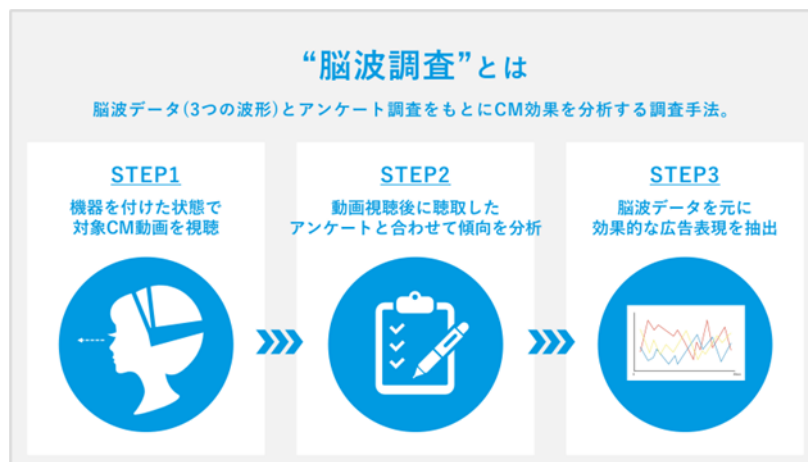 “脳波調査”とは
脳波データ(3つの波形)とアンケート調査をもとにCM効果を分析する調査手法。
STEP1
機器を付けた状態で
対象CM動画を視聴
STEP2
動画視聴後に聴取した
アンケートと合わせて傾向を分析
STEP3
脳波データを元に
効果的な広告表現を抽出